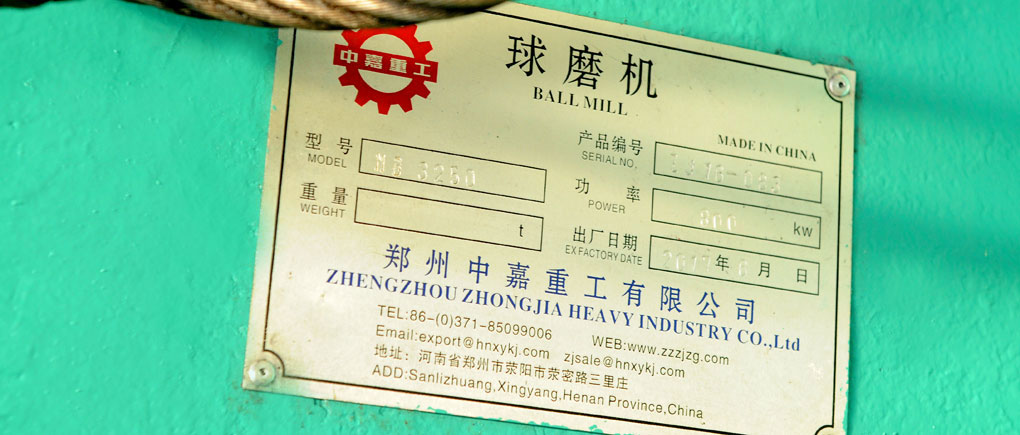 中嘉重工
球磨机
BALL MILL
MADE IN CHINA
型号
MODEL
3250
产品编号
SERIAL NO.
重量
WEIGHT
t
功率
POWER
800 kw
出厂日期
EX FACTORY DATE
2017 年 6 月 日
郑州中嘉重工有限公司
ZHENGZHOU ZHONGJIA HEAVY INDUSTRY CO.,Ltd
TEL:86-(0)371-85099006 WEB:www.zzzjzg.com
Email:export@hnxykj.com zjsale@hnxykj.com
地址：河南省郑州市荥阳市荥密路三里庄
ADD:Sanlizhuang,Xingyang,Henan Province,China